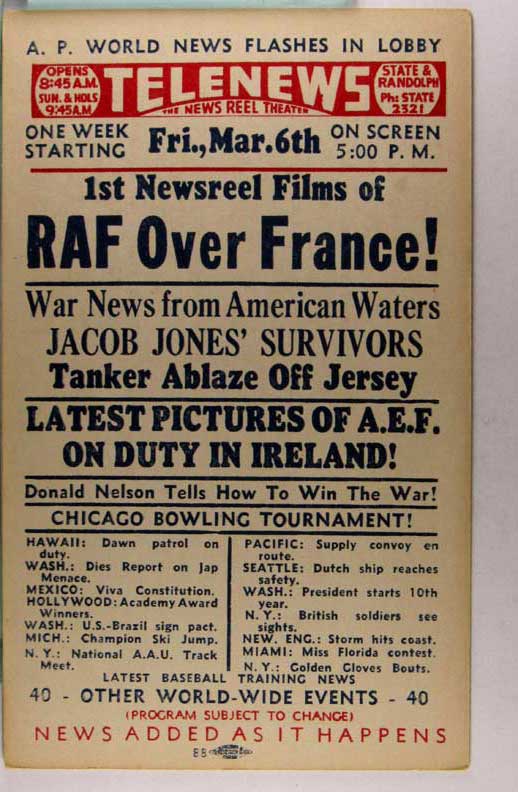 A. P. WORLD NEWS FLASHES IN LOBBY
OPENS
8:45 A.M.
SUN. & HOLS
9:45 A.M
TELENEWS
THE NEWS REEL THEATER
STATE &
RANDOLPH
PH: STATE
2321
ONE WEEK
STARTING
Fri., Mar. 6th
ON SCREEN
5:00 P. M.
1st Newsreel Films of
RAF Over France!
War News from American Waters
JACOB JONES' SURVIVORS
Tanker Ablaze Off Jersey
LATEST PICTURES OF A.E.F.
ON DUTY IN IRELAND!
Donald Nelson Tells How To Win The War!
CHICAGO BOWLING TOURNAMENT!
HAWAII: Dawn patrol on
duty.
WASH.: Dies Report on Jap
Menace.
MEXICO: Viva Constitution.
HOLLYWOOD: Academy Award
Winners.
WASH.: U.S.-Brazil sign pact.
MICH.: Champion Ski Jump.
N. Y.: National A.A.U. Track
Meet.
PACIFIC: Supply convoy en
route.
SEATTLE: Dutch ship reaches
safety.
WASH.: President starts 10th
year.
N. Y.: British soldiers see
sights.
NEW. ENG.: Storm hits coast.
MIAMI: Miss Florida contest.
N. Y.: Golden Gloves Bouts.
LATEST BASEBALL TRAINING NEWS
40 - OTHER WORLD-WIDE EVENTS - 40
(PROGRAM SUBJECT TO CHANGE)
NEWS ADDED AS IT HAPPENS
88